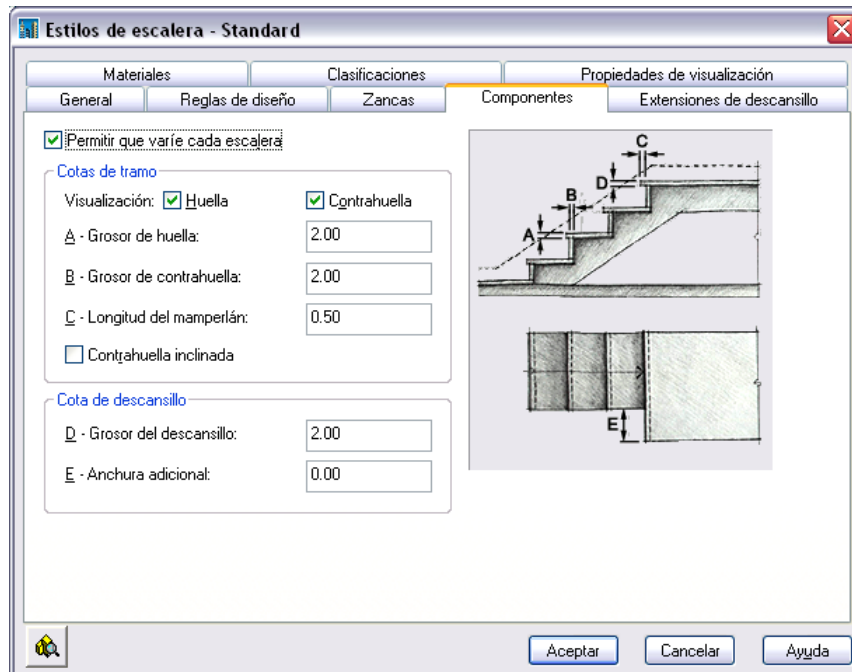 Estilos de escalera - Standard
Materiales
Clasificaciones
Propiedades de visualización
General
Reglas de diseño
Zancas
Componentes
Extensiones de descansillo
Permitir que varíe cada escalera
Cotas de tramo
Visualización: Huella Contrahuella
A - Grosor de huella: 2.00
B - Grosor de contrahuella: 2.00
C - Longitud del mamperlán: 0.50
Contrahuella inclinada
Cota de descansillo
D - Grosor del descansillo: 2.00
E - Anchura adicional: 0.00
C
D
B
A
E
Aceptar
Cancelar
Ayuda